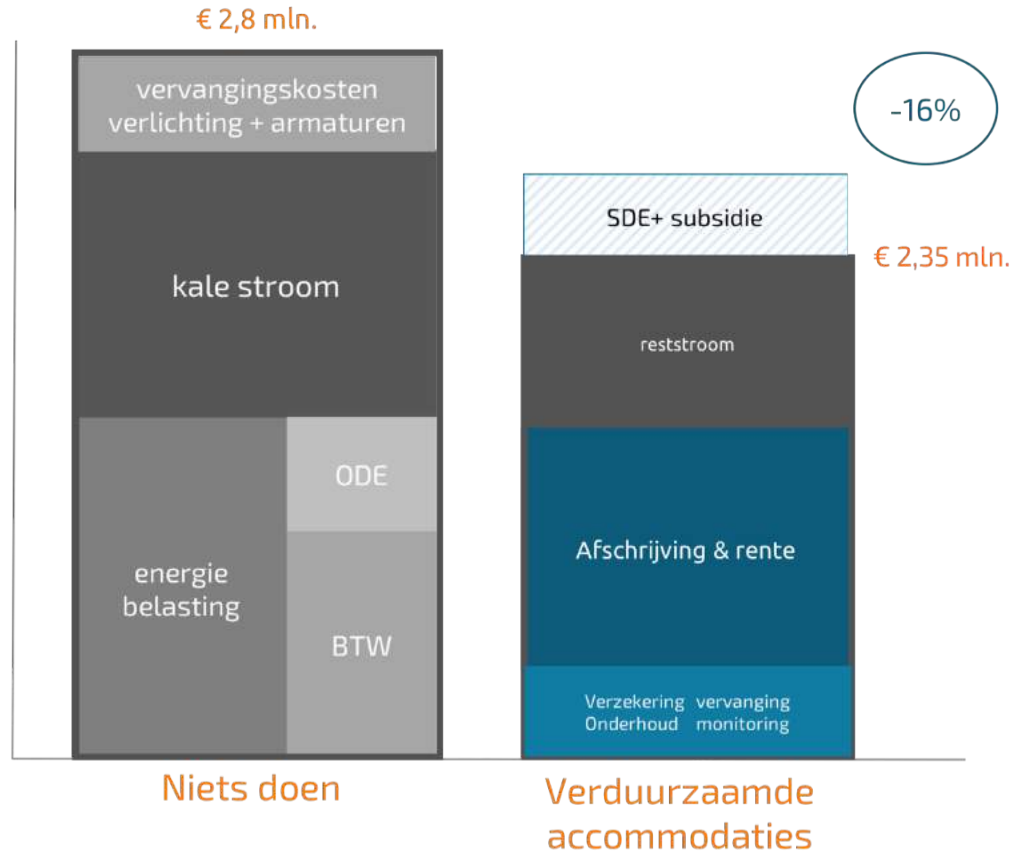 € 2,8 mln.
vervangingskosten
verlichting + armaturen
kale stroom
ODE
energie
belasting
BTW
Niets doen
-16%
SDE+ subsidie
€ 2,35 mln.
reststroom
Afschrijving & rente
Verzekering vervanging
Onderhoud monitoring
Verduurzaamde
accommodaties